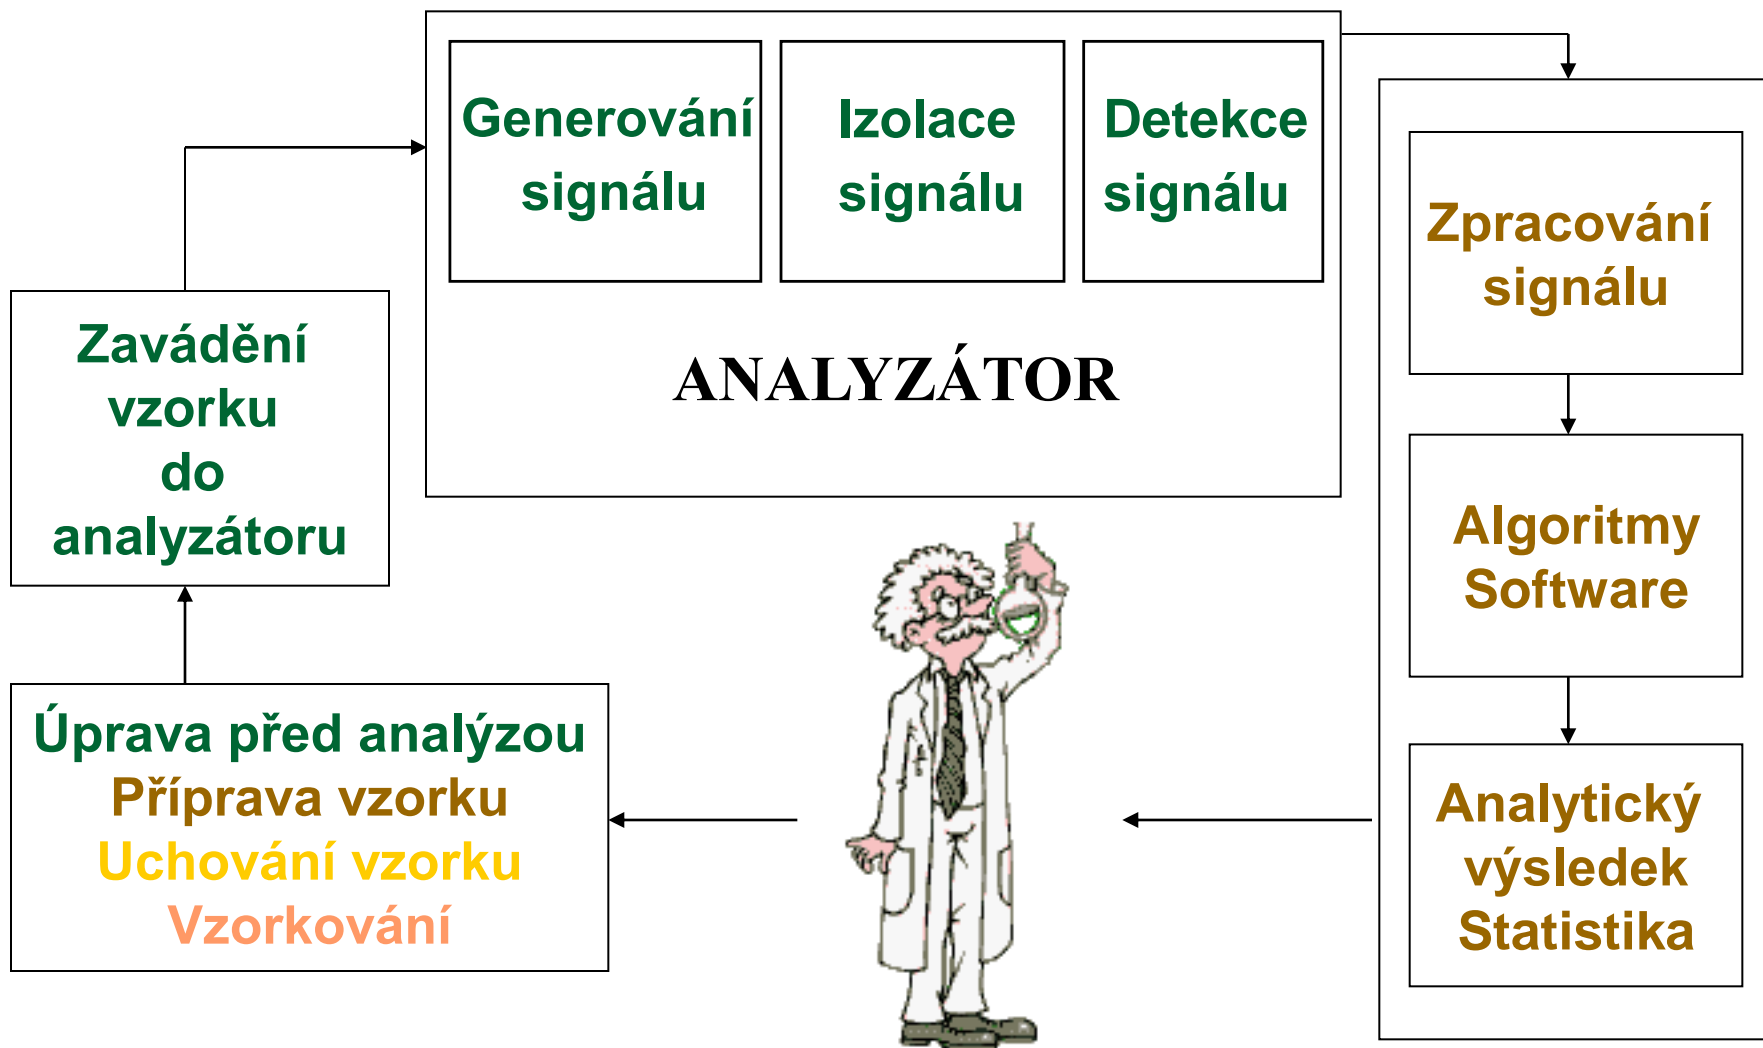 Generování
signálu
Izolace
signálu
Detekce
signálu
ANALYZÁTOR
Zpracování
signálu
Algoritmy
Software
Analytický
výsledek
Statistika
Zavádění
vzorku
do
analyzátoru
Úprava před analýzou
Příprava vzorku
Uchování vzorku
Vzorkování